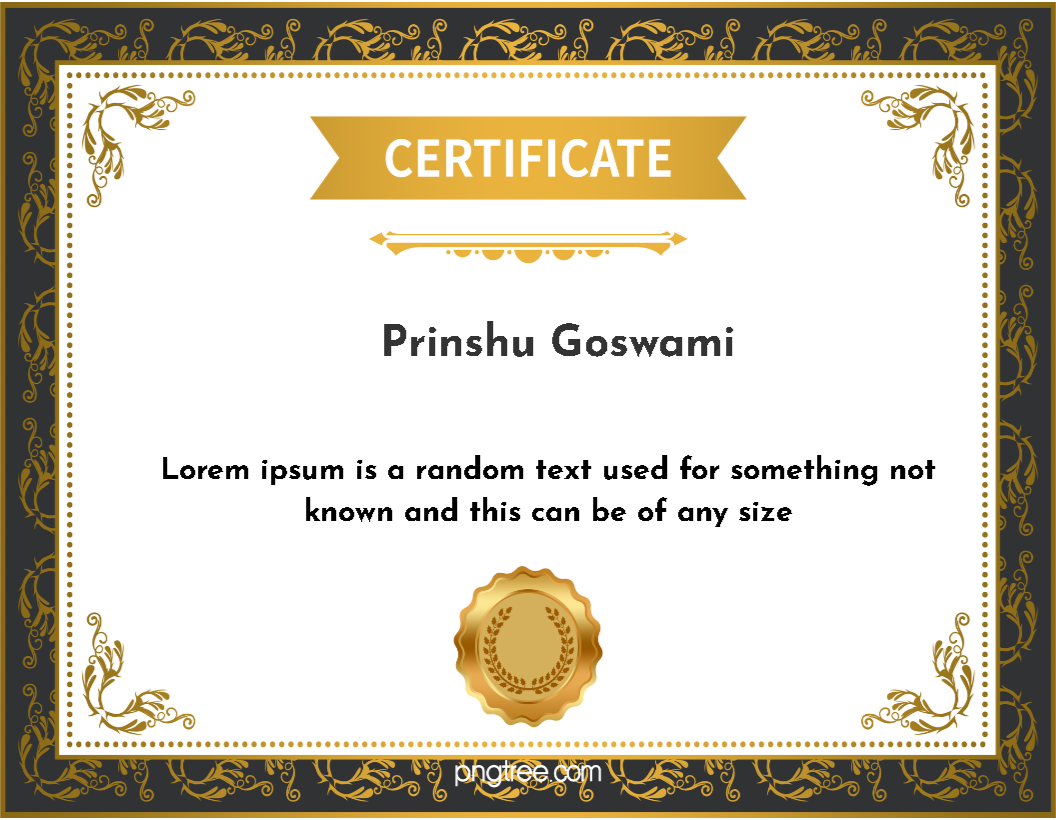 CERTIFICATE
Prinshu Goswami
Lorem ipsum is a random text used for something not
known and this can be of any size
pngtree.com